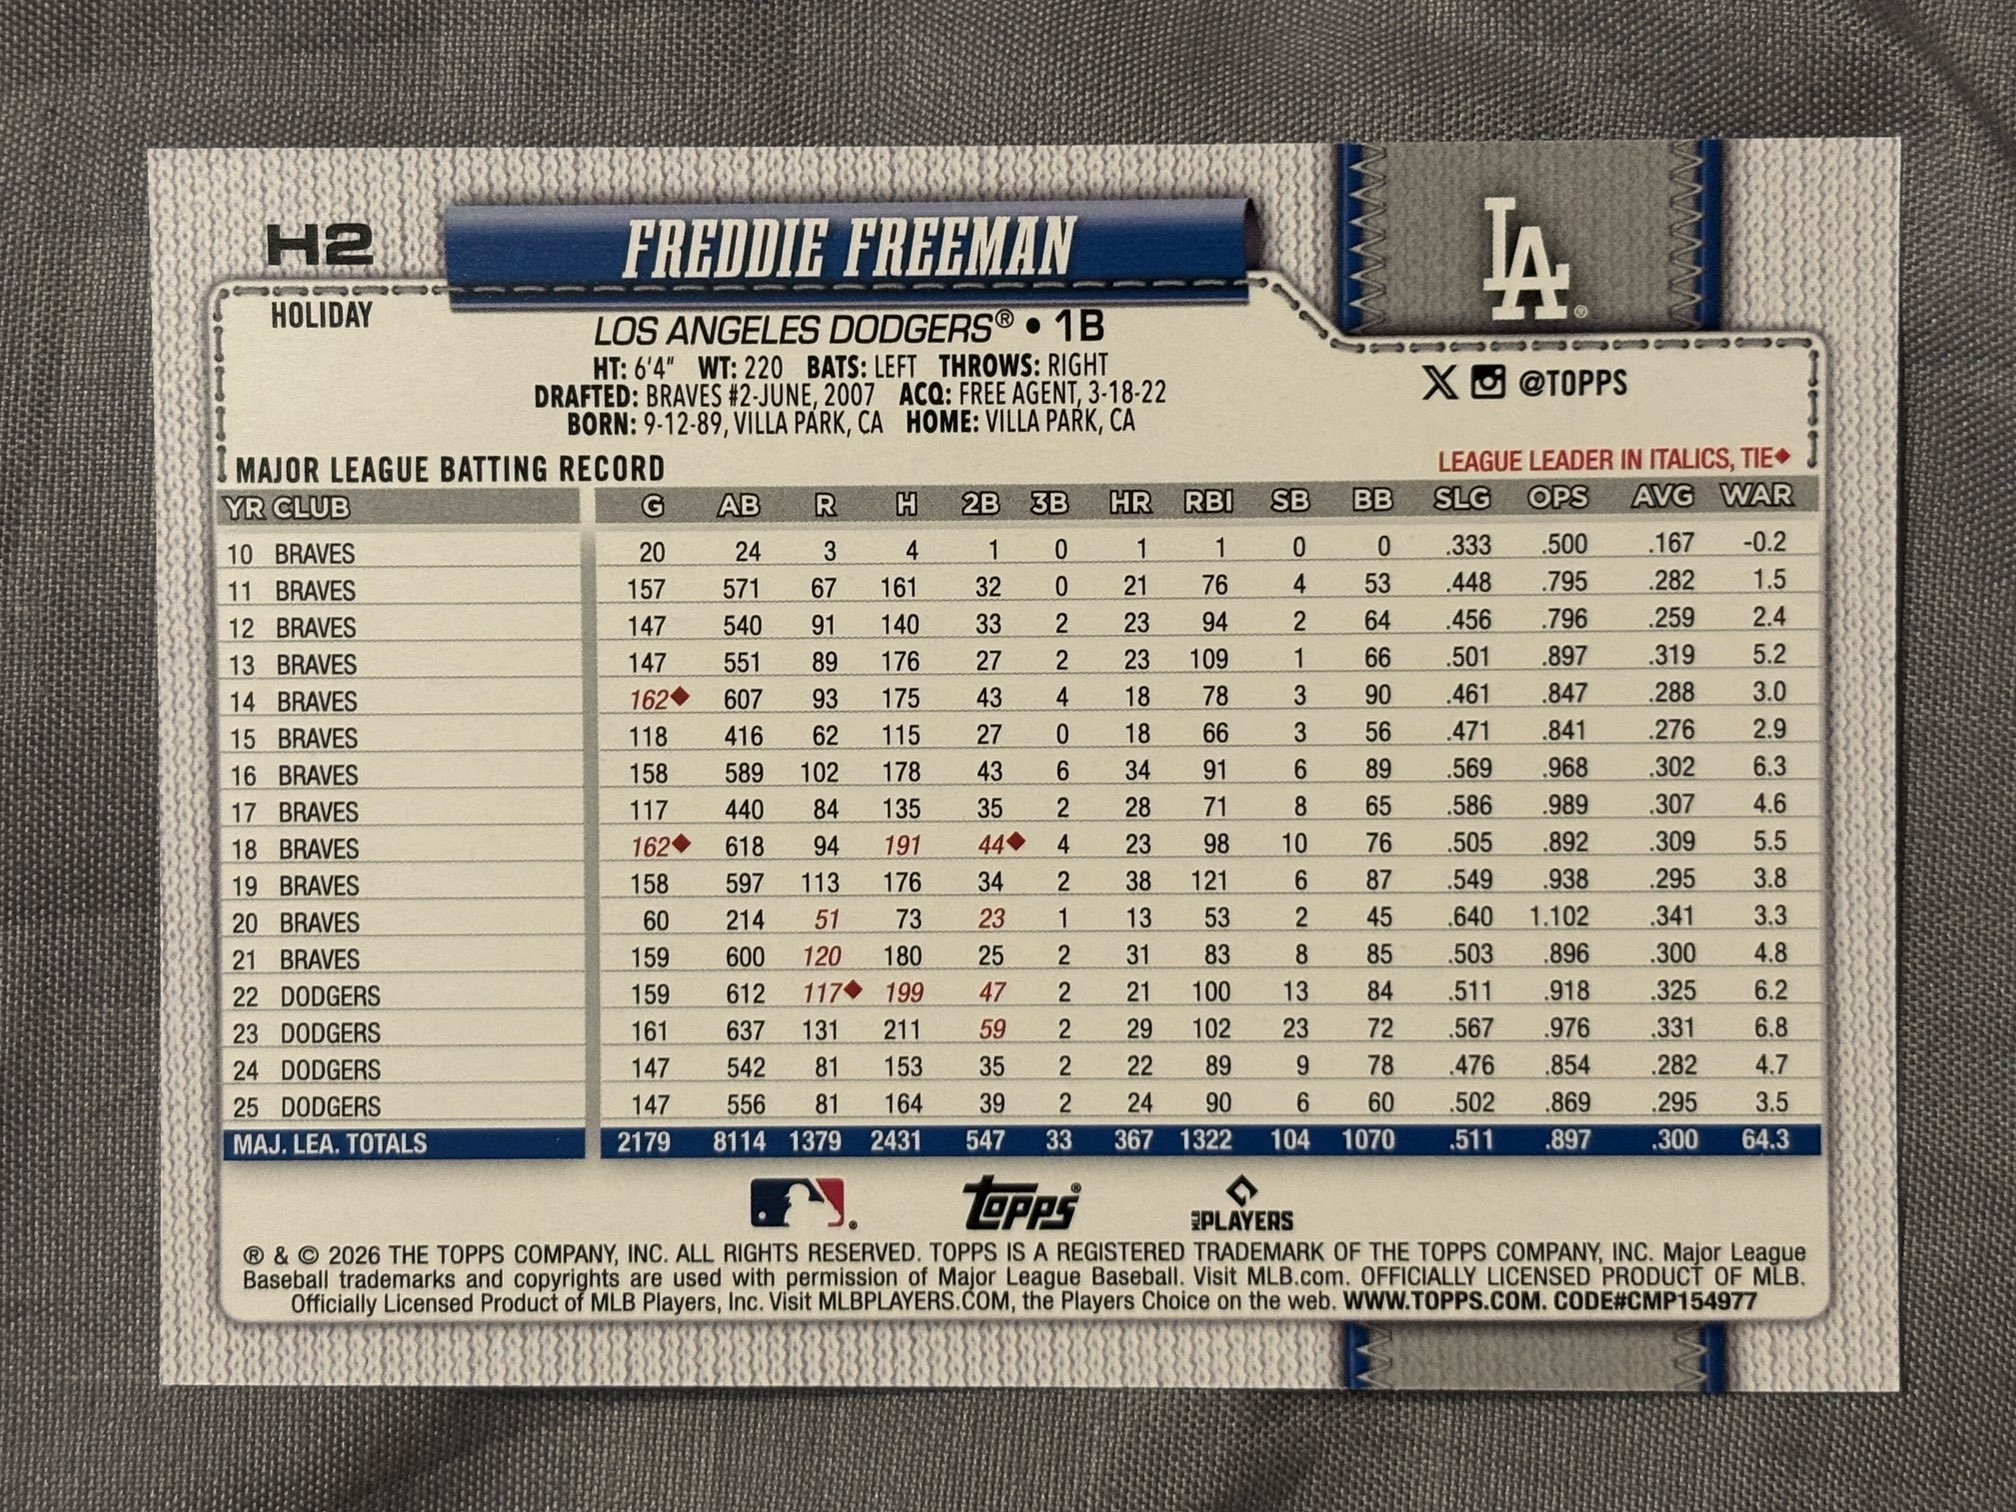 H2
FREDDIE FREEMAN
LA®
HOLIDAY
LOS ANGELES DODGERS® • 1B
HT: 6'4" WT: 220 BATS: LEFT THROWS: RIGHT
DRAFTED: BRAVES #2-JUNE, 2007 ACQ: FREE AGENT, 3-18-22
BORN: 9-12-89, VILLA PARK, CA HOME: VILLA PARK, CA
X @TOPPS
MAJOR LEAGUE BATTING RECORD
LEAGUE LEADER IN ITALICS, TIE◆
YR CLUB G AB R H 2B 3B HR RBI SB BB SLG OPS AVG WAR
10 BRAVES 20 24 3 4 1 0 1 1 0 0 .333 .500 .167 -0.2
11 BRAVES 157 571 67 161 32 0 21 76 4 53 .448 .795 .282 1.5
12 BRAVES 147 540 91 140 33 2 23 94 2 64 .456 .796 .259 2.4
13 BRAVES 147 551 89 176 27 2 23 109 1 66 .501 .897 .319 5.2
14 BRAVES 162◆ 607 93 175 43 4 18 78 3 90 .461 .847 .288 3.0
15 BRAVES 118 416 62 115 27 0 18 66 3 56 .471 .841 .276 2.9
16 BRAVES 158 589 102 178 43 6 34 91 6 89 .569 .968 .302 6.3
17 BRAVES 117 440 84 135 35 2 28 71 8 65 .586 .989 .307 4.6
18 BRAVES 162◆ 618 94 191 44◆ 4 23 98 10 76 .505 .892 .309 5.5
19 BRAVES 158 597 113 176 34 2 38 121 6 87 .549 .938 .295 3.8
20 BRAVES 60 214 51 73 23 1 13 53 2 45 .640 1.102 .341 3.3
21 BRAVES 159 600 120 180 25 2 31 83 8 85 .503 .896 .300 4.8
22 DODGERS 159 612 117◆ 199 47 2 21 100 13 84 .511 .918 .325 6.2
23 DODGERS 161 637 131 211 59 2 29 102 23 72 .567 .976 .331 6.8
24 DODGERS 147 542 81 153 35 2 22 89 9 78 .476 .854 .282 4.7
25 DODGERS 147 556 81 164 39 2 24 90 6 60 .502 .869 .295 3.5
MAJ. LEA. TOTALS 2179 8114 1379 2431 547 33 367 1322 104 1070 .511 .897 .300 64.3
topps® MLB PLAYERS
® & © 2026 THE TOPPS COMPANY, INC. ALL RIGHTS RESERVED. TOPPS IS A REGISTERED TRADEMARK OF THE TOPPS COMPANY, INC. Major League
Baseball trademarks and copyrights are used with permission of Major League Baseball. Visit MLB.com. OFFICIALLY LICENSED PRODUCT OF MLB.
Officially Licensed Product of MLB Players, Inc. Visit MLBPLAYERS.COM, the Players Choice on the web. WWW.TOPPS.COM. CODE#CMP154977